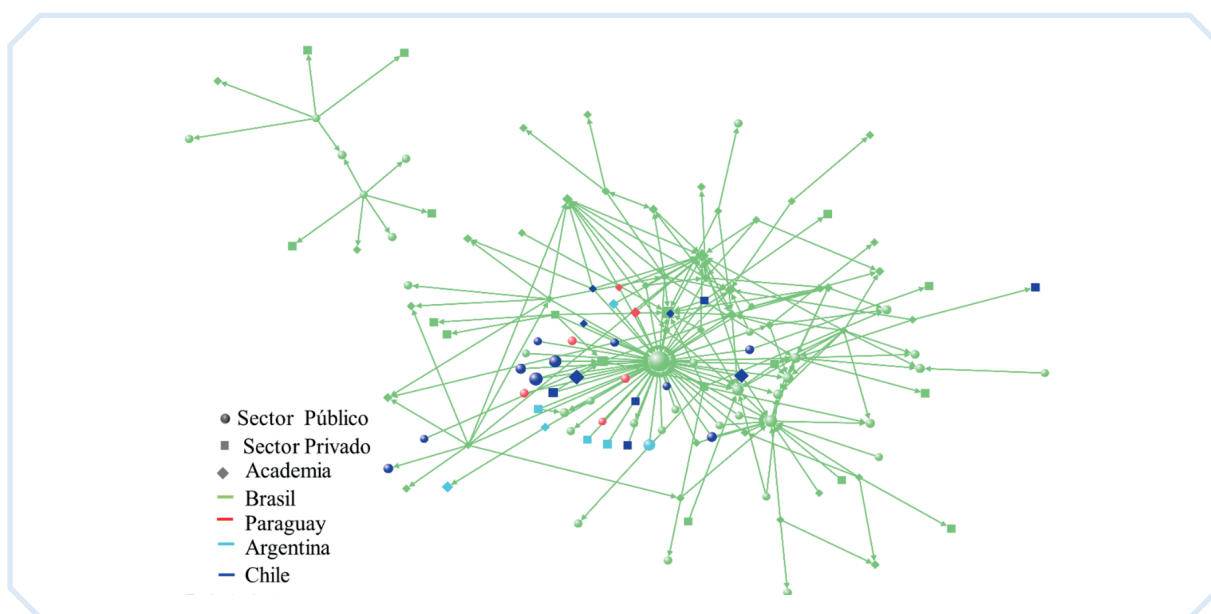 Sector Público
Sector Privado
Academia
Brasil
Paraguay
Argentina
Chile